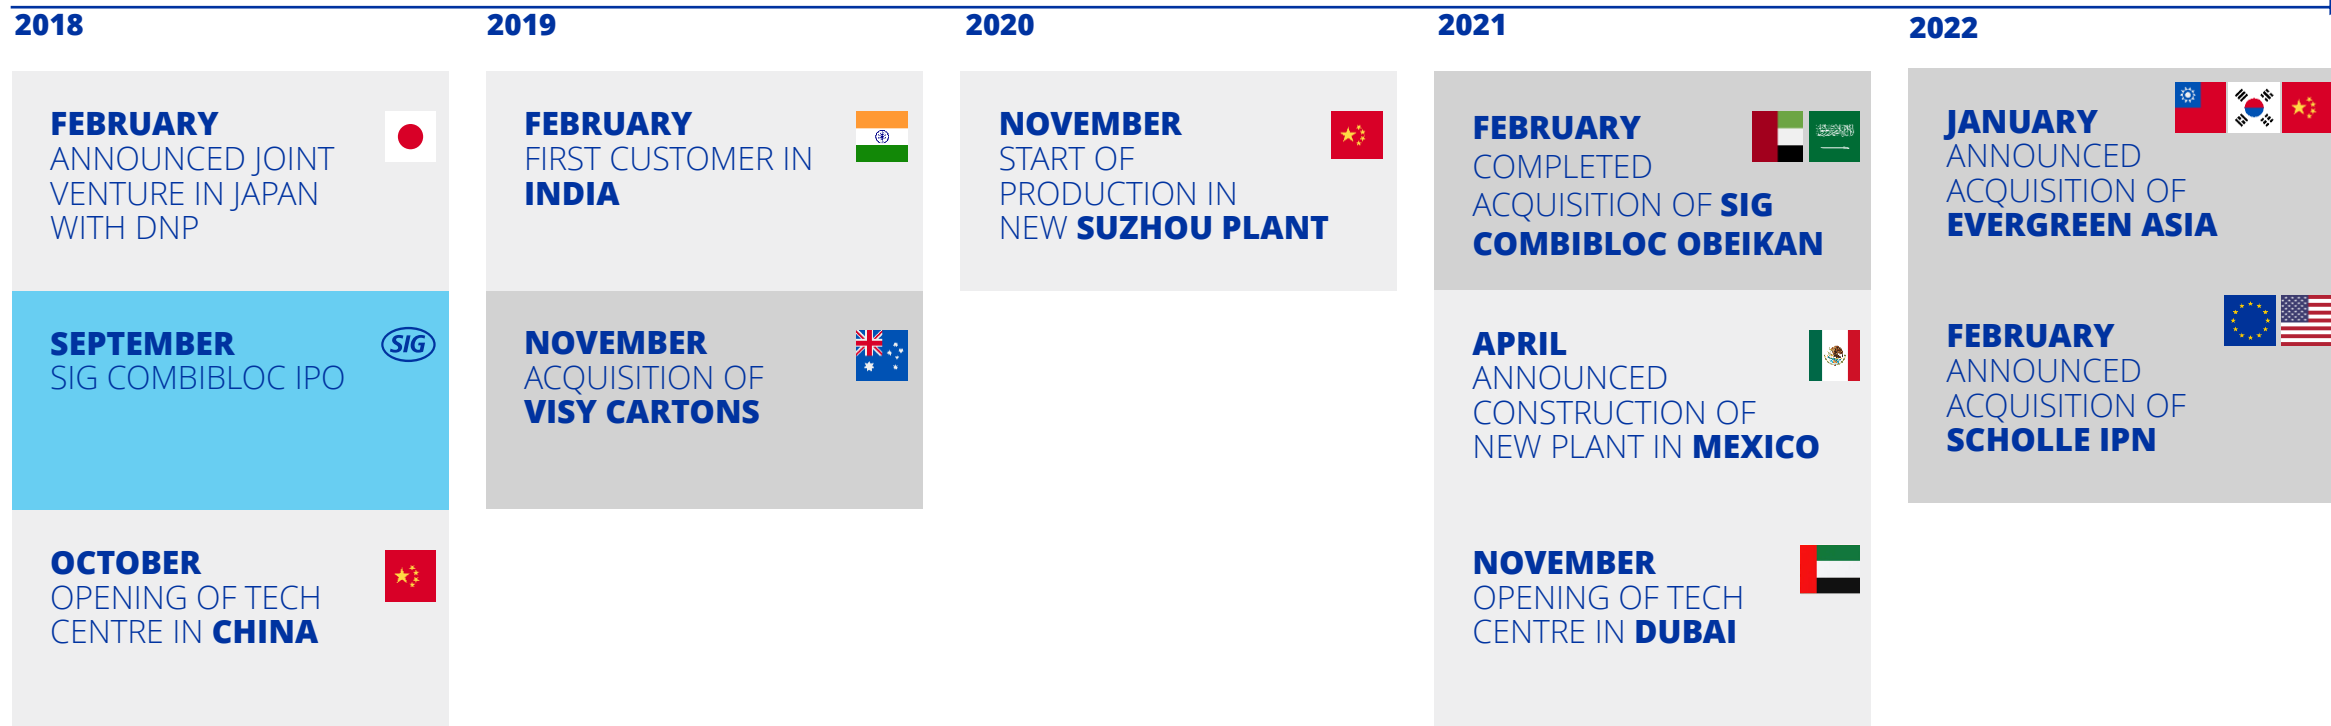 2018
FEBRUARY
ANNOUNCED JOINT
VENTURE IN JAPAN
WITH DNP
SEPTEMBER
SIG COMBIBLOC IPO
SIG
OCTOBER
OPENING OF TECH
CENTRE IN CHINA
2019
FEBRUARY
FIRST CUSTOMER IN
INDIA
NOVEMBER
ACQUISITION OF
VISY CARTONS
2020
NOVEMBER
START OF
PRODUCTION IN
NEW SUZHOU PLANT
2021
FEBRUARY
COMPLETED
ACQUISITION OF SIG
COMBIBLOC OBEIKAN
APRIL
ANNOUNCED
CONSTRUCTION OF
NEW PLANT IN MEXICO
NOVEMBER
OPENING OF TECH
CENTRE IN DUBAI
2022
JANUARY
ANNOUNCED
ACQUISITION OF
EVERGREEN ASIA
FEBRUARY
ANNOUNCED
ACQUISITION OF
SCHOLLE IPN